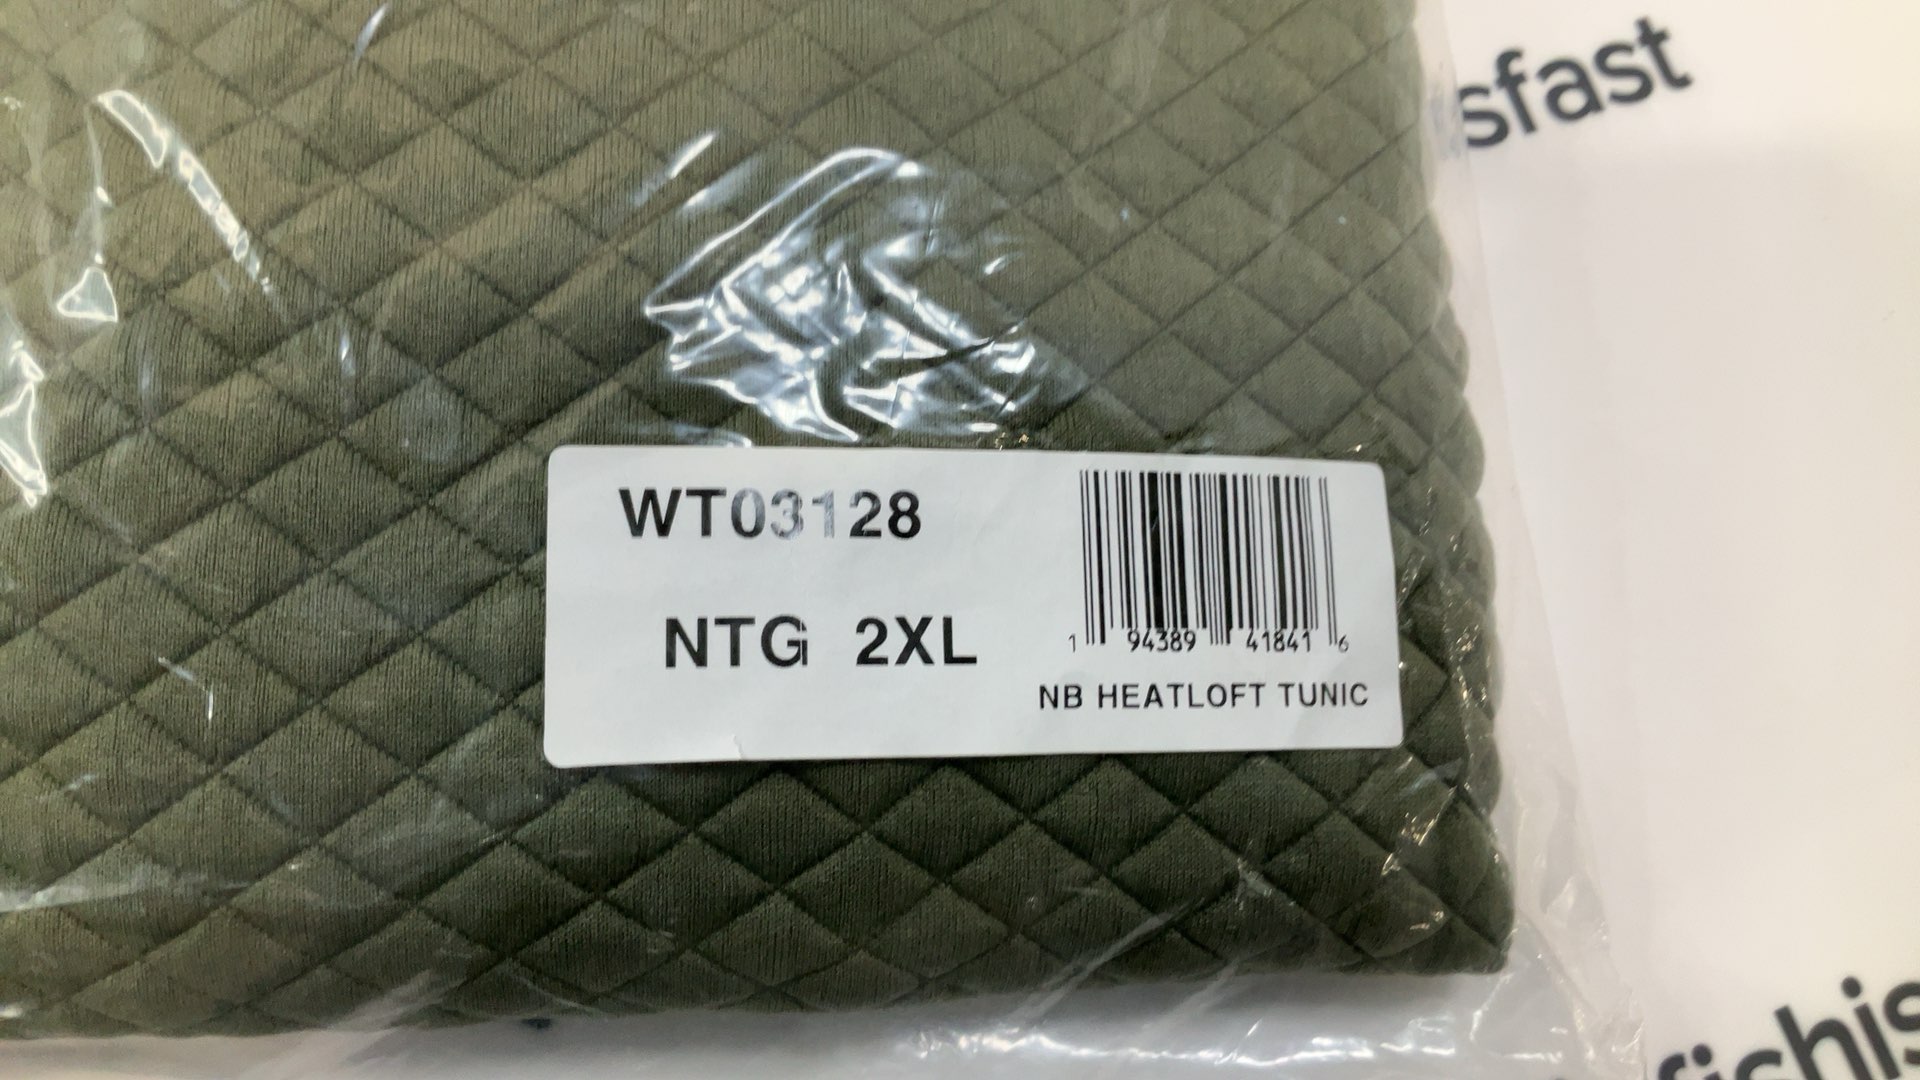 sfast
WT03128
NTG 2XL
1 94389 41841 6
NB HEATLOFT TUNIC
fichis